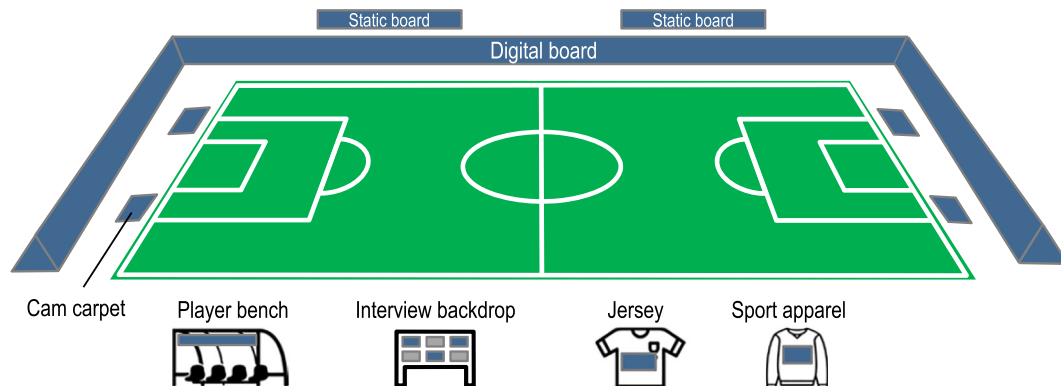 Static board
Static board
Digital board
Cam carpet
Player bench
Interview backdrop
Jersey
Sport apparel